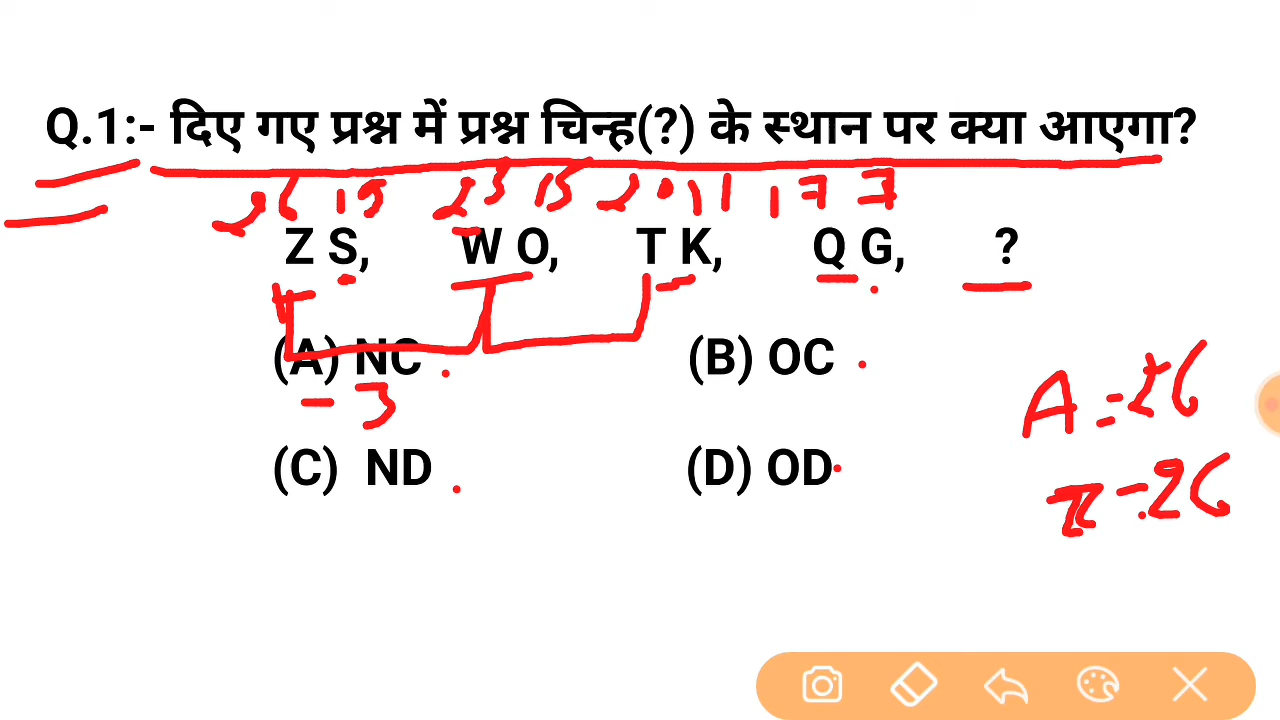 Q.1:- दिए गए प्रश्न में प्रश्न चिन्ह(?) के स्थान पर क्या आएगा?
26 19 23 15 20 11 17 7
Z S, W O, T K, Q G, ?
(A) NC (B) OC
3
A = 26
(C) ND (D) OD
Z - 26